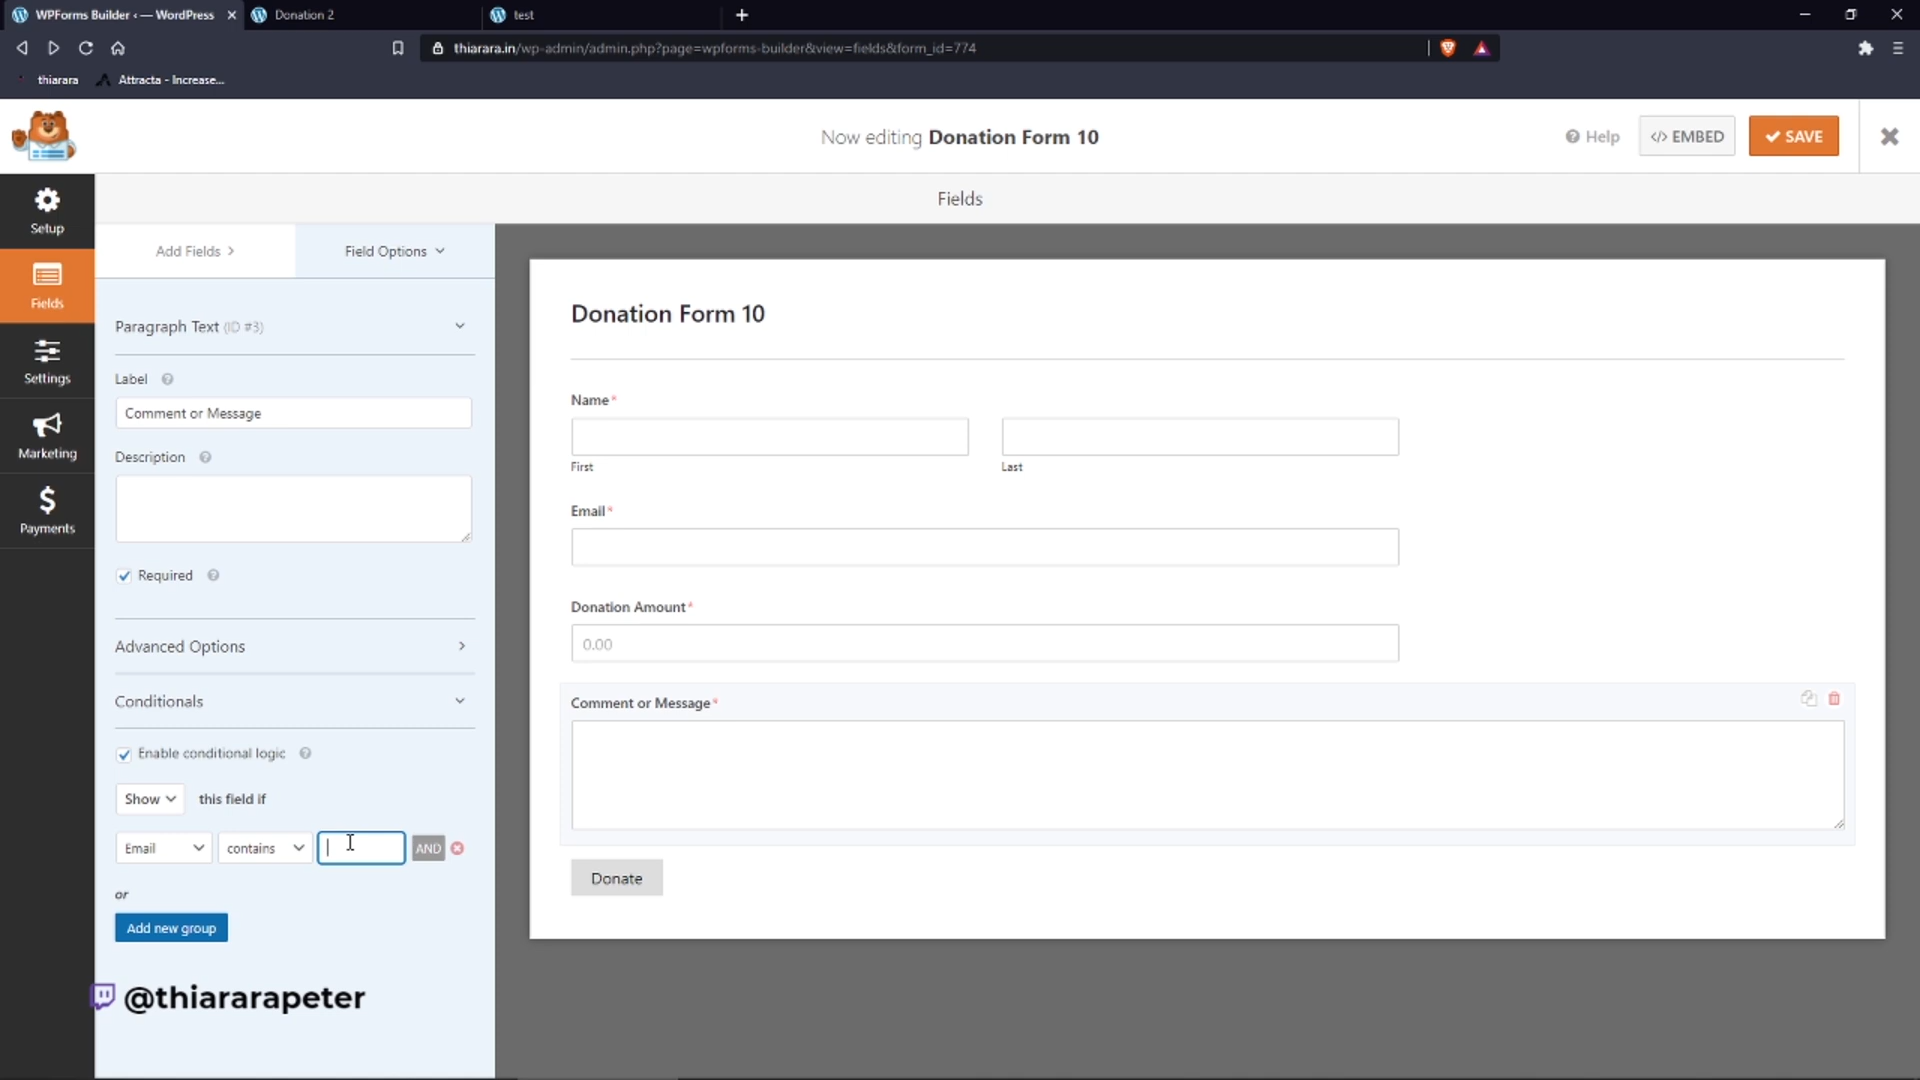 WPForms Builder ‹ — WordPress
Donation 2
test
thiarara.in/wp-admin/admin.php?page=wpforms-builder&view=fields&form_id=774
thiarara
Attracta - Increase...
Now editing Donation Form 10
Help
</> EMBED
SAVE
Fields
Setup
Fields
Settings
Marketing
Payments
Add Fields
Field Options
Paragraph Text (ID #3)
Label
Comment or Message
Description
Required
Advanced Options
Conditionals
Enable conditional logic
Show this field if
Email contains AND
or
Add new group
@thiararapeter
Donation Form 10
Name*
First Last
Email*
Donation Amount*
0.00
Comment or Message*
Donate